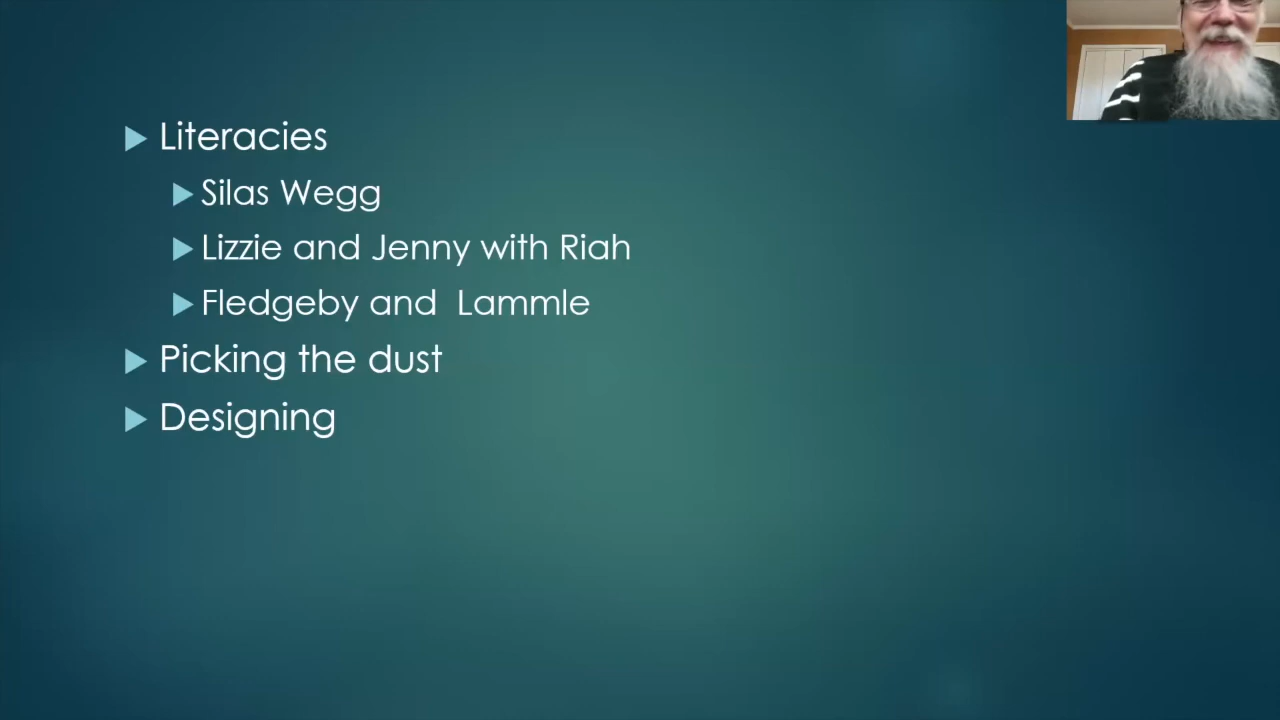 Literacies
Silas Wegg
Lizzie and Jenny with Riah
Fledgeby and  Lammle
Picking the dust
Designing